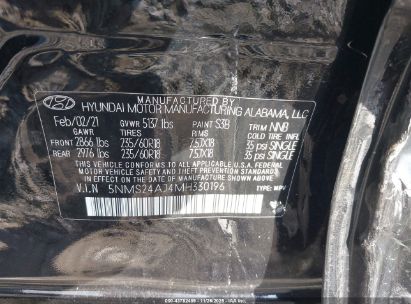 MANUFACTURED BY
HYUNDAI MOTOR MANUFACTURING ALABAMA, LLC
Feb/02/21 GVWR 5137 lbs PAINT S3B TRIM NNB
GAWR TIRES RIMS COLD TIRE INFL
FRONT 2866 lbs 235/60R18 7.5JX18 35 psi SINGLE
REAR 2976 lbs 235/60R18 7.5JX18 35 psi SINGLE
THIS VEHICLE CONFORMS TO ALL APPLICABLE U.S. FEDERAL
MOTOR VEHICLE SAFETY AND THEFT PREVENTION STANDARDS
IN EFFECT ON THE DATE OF MANUFACTURE SHOWN ABOVE.
V.I.N 5NMS24AJ4MH330196 TYPE: MPV